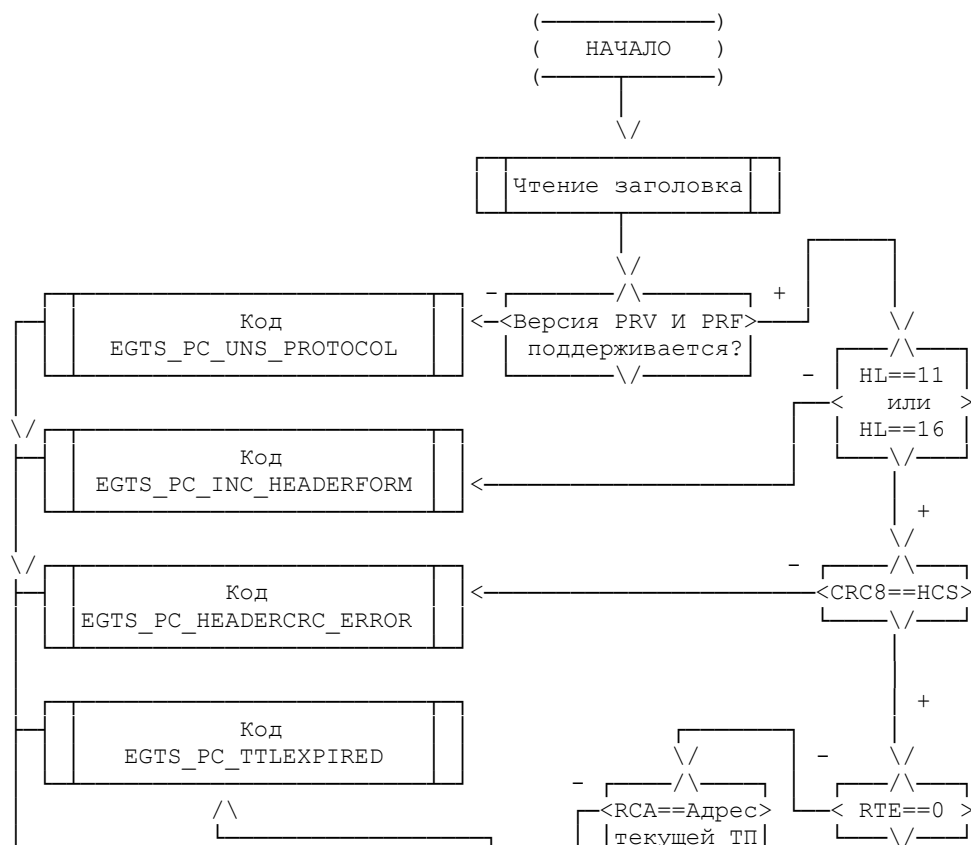 НАЧАЛО
Чтение заголовка
- +
Код
EGTS_PC_UNS_PROTOCOL
Версия PRV И PRF
поддерживается?
-
HL==11
или
HL==16
Код
EGTS_PC_INC_HEADERFORM
+
-
Код
EGTS_PC_HEADERCRC_ERROR
CRC8==HCS
+
Код
EGTS_PC_TTLEXPIRED
-
-
RCA==Адрес
текущей ТП
RTE==0